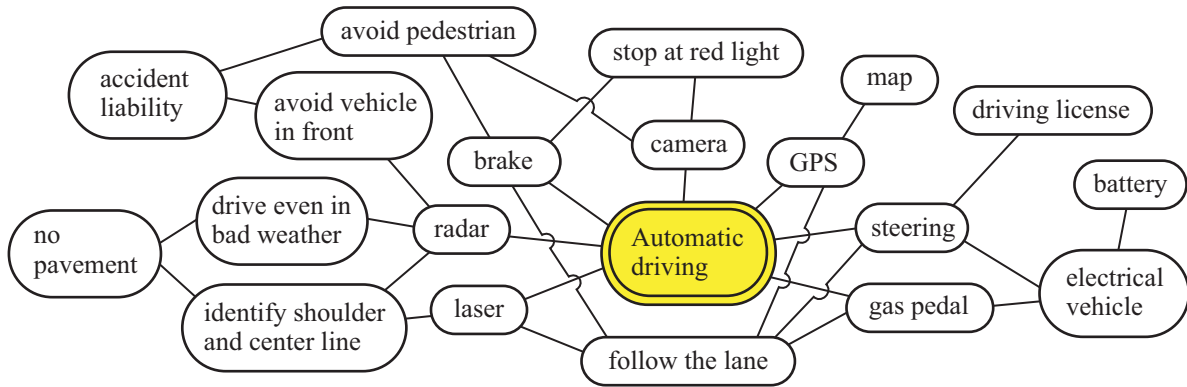 avoid pedestrian
stop at red light
map
accident
liability
avoid vehicle
in front
driving license
brake
camera
GPS
battery
drive even in
bad weather
radar
Automatic
driving
steering
no
pavement
identify shoulder
and center line
laser
gas pedal
electrical
vehicle
follow the lane